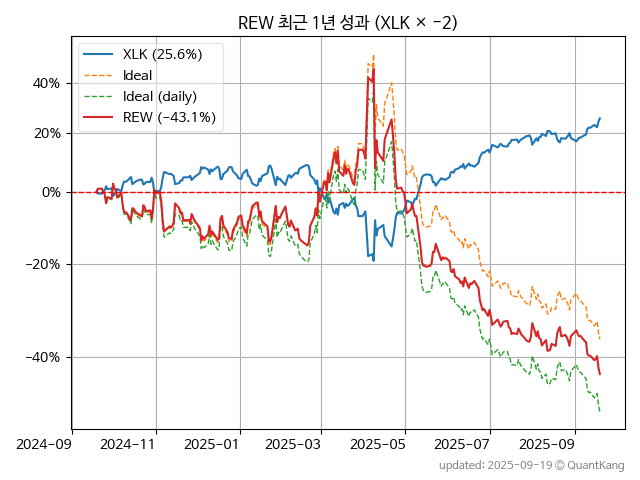 REW 최근 1년 성과 (XLK × −2)
XLK (25.6%)
Ideal
Ideal (daily)
REW (−43.1%)
40%
20%
0%
−20%
−40%
2024−09
2024−11
2025−01
2025−03
2025−05
2025−07
2025−09
updated: 2025−09−19 © QuantKang